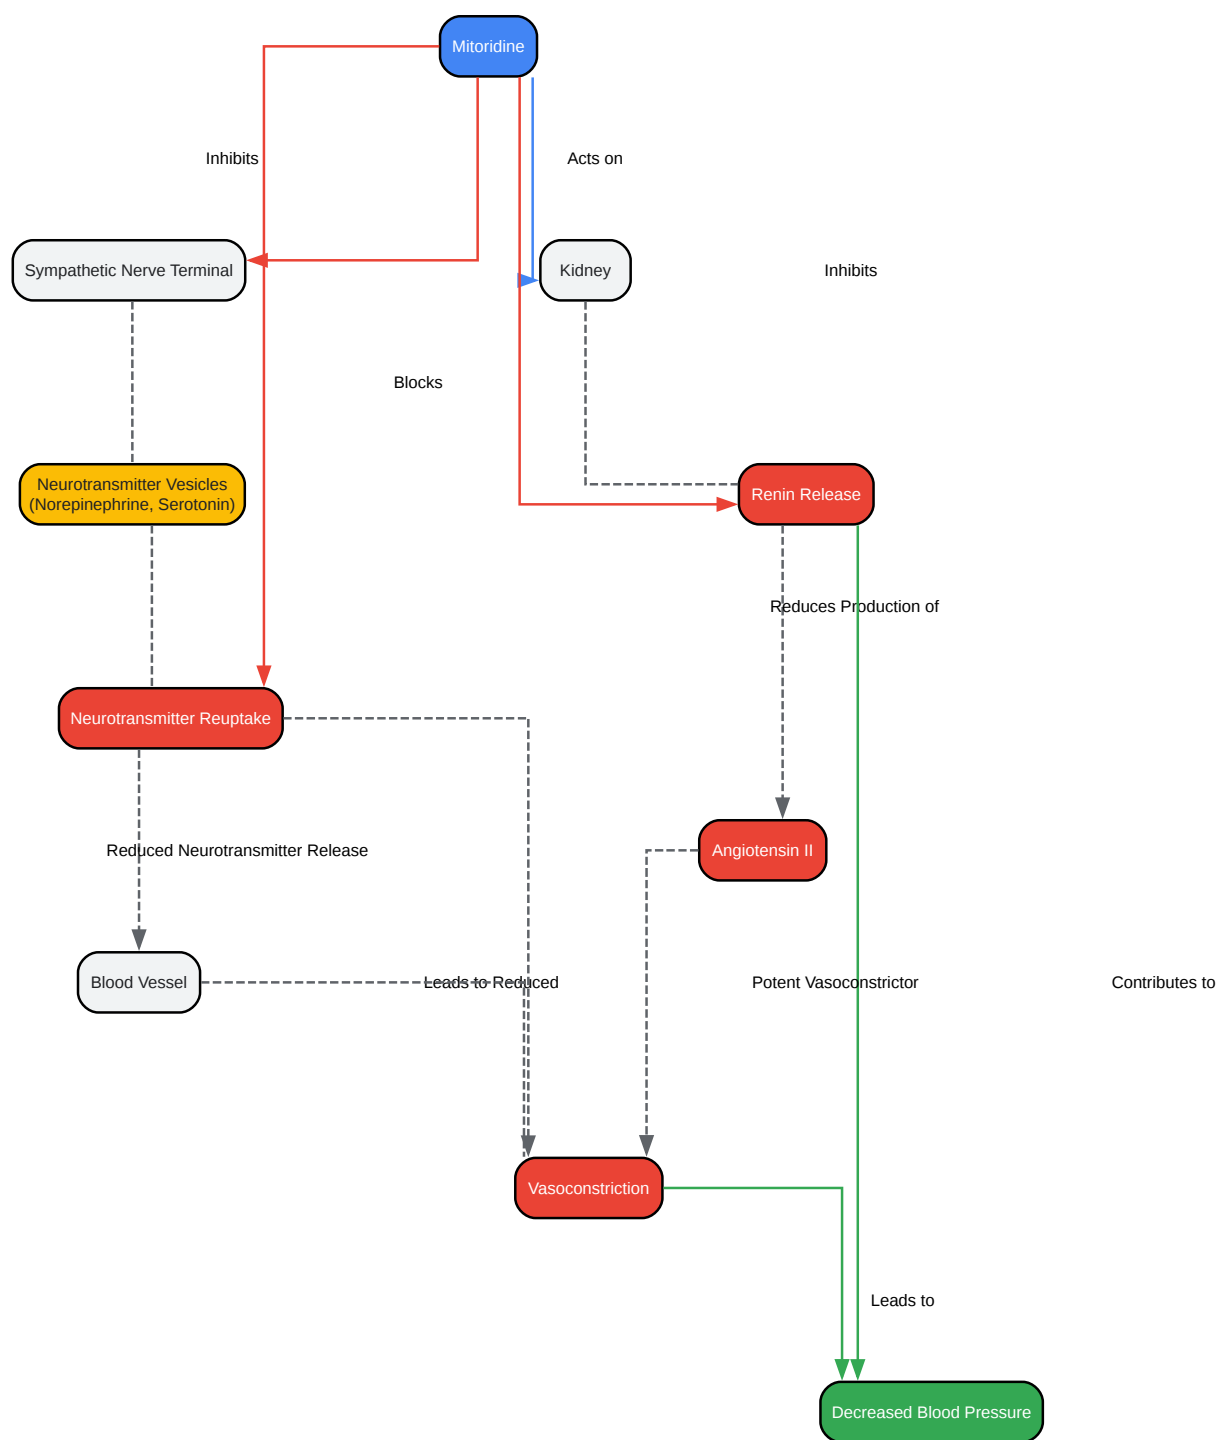 Mitoridine
Inhibits
Acts on
Sympathetic Nerve Terminal
Kidney
Inhibits
Blocks
Neurotransmitter Vesicles
(Norepinephrine, Serotonin)
Renin Release
Reduces Production of
Neurotransmitter Reuptake
Reduced Neurotransmitter Release
Angiotensin II
Blood Vessel
Leads to Reduced
Potent Vasoconstrictor
Contributes to
Vasoconstriction
Leads to
Decreased Blood Pressure